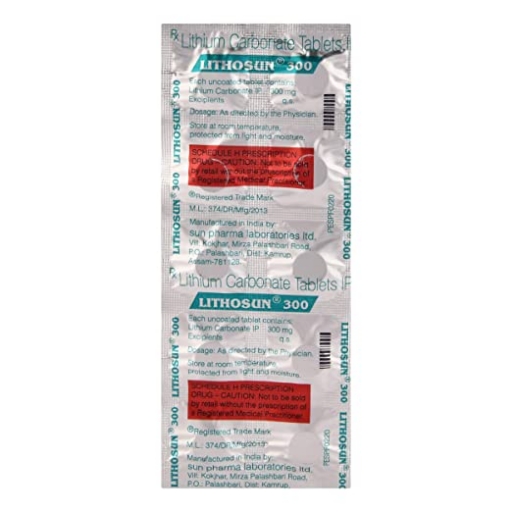 Rx Lithium Carbonate Tablets IP
LITHOSUN® 300
Each uncoated tablet contains:
Lithium Carbonate IP 300 mg
Excipients q.s.
Dosage: As directed by the Physician.
Store at room temperature,
protected from light and moisture.
SCHEDULE H PRESCRIPTION
DRUG – CAUTION: Not to be sold
by retail without the prescription of
a Registered Medical Practitioner.
®Registered Trade Mark
M.L.: 374/DR/Mfg/2013
Manufactured in India by:
sun pharma laboratories ltd.
Vill: Kokjhar, Mirza Palashbari Road,
P.O.: Palashbari, Dist: Kamrup,
Assam-781128
LITHOSUN® 300
LITHOSUN® 300
Rx Lithium Carbonate Tablets IP
LITHOSUN® 300
Each uncoated tablet contains:
Lithium Carbonate IP 300 mg
Excipients q.s.
Dosage: As directed by the Physician.
Store at room temperature,
protected from light and moisture.
SCHEDULE H PRESCRIPTION
DRUG – CAUTION: Not to be sold
by retail without the prescription of
a Registered Medical Practitioner.
®Registered Trade Mark
M.L.: 374/DR/Mfg/2013
Manufactured in India by:
sun pharma laboratories ltd.
Vill: Kokjhar, Mirza Palashbari Road,
P.O.: Palashbari, Dist: Kamrup,
LITHOSUN® 300
LITHOSUN® 300